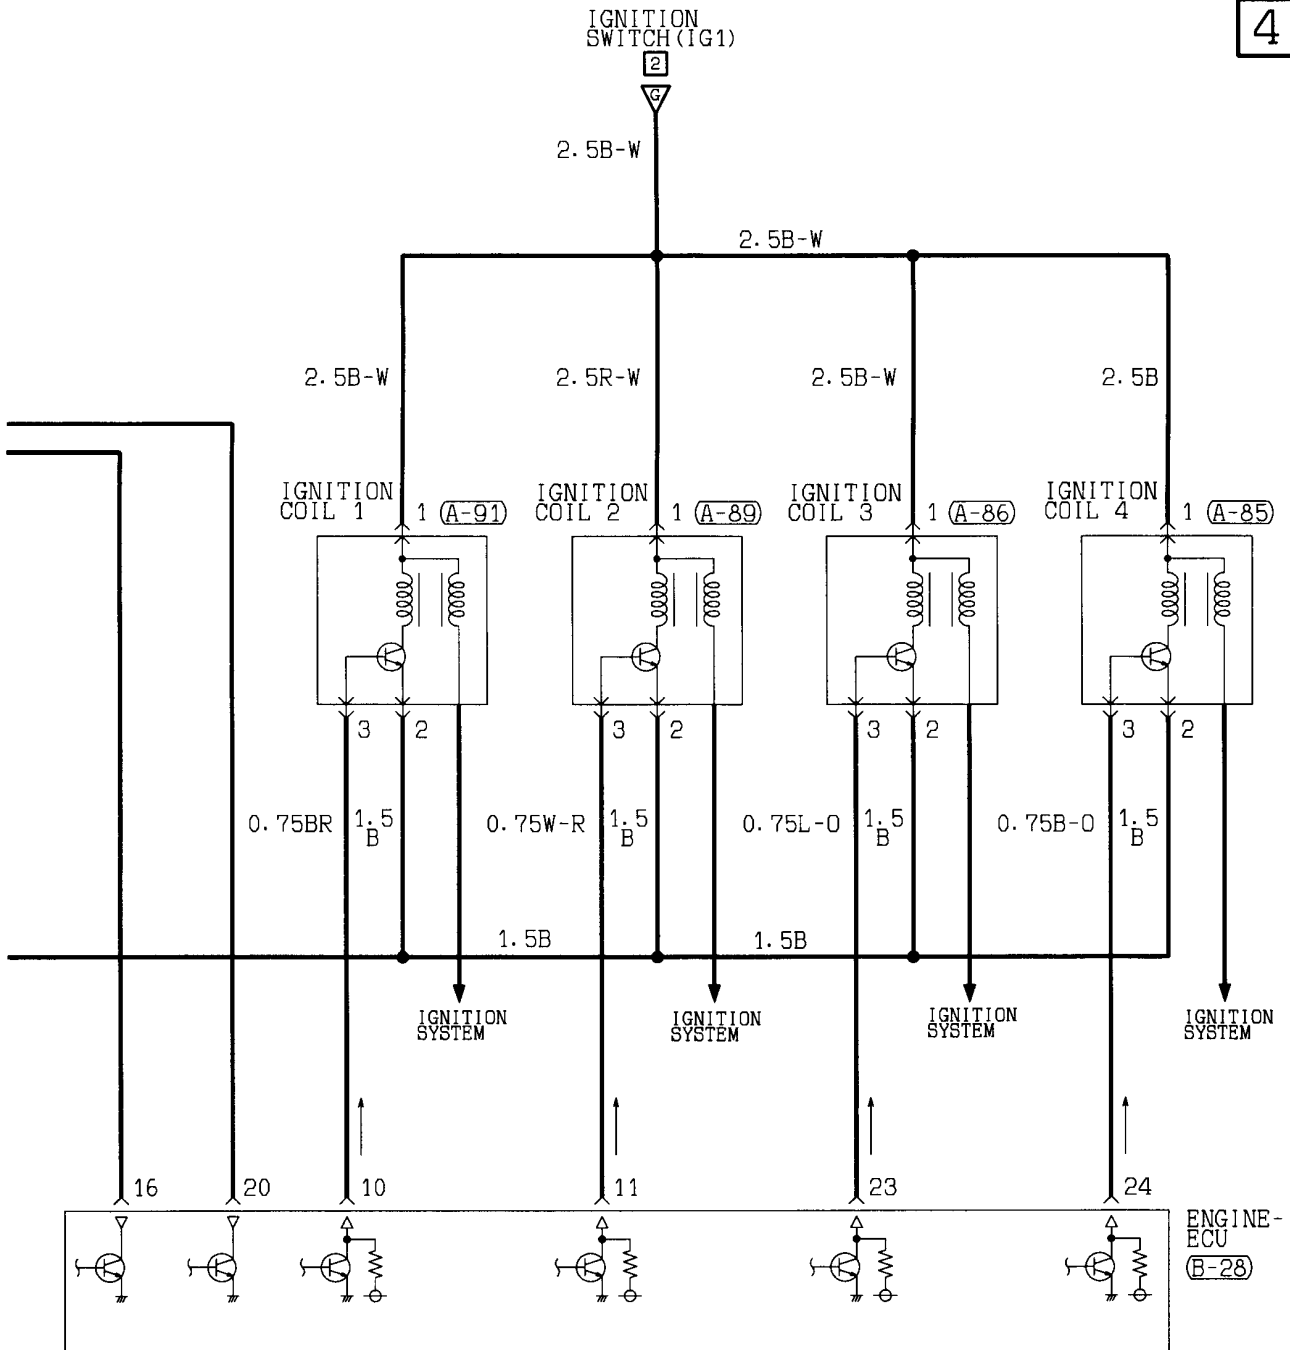 IGNITION
SWITCH(IG1)
4
2
G
2.5B-W
2.5B-W
2.5B-W
2.5R-W
2.5B-W
2.5B
IGNITION
COIL 1
1
A-91
IGNITION
COIL 2
1
A-89
IGNITION
COIL 3
1
A-86
IGNITION
COIL 4
1
A-85
3
2
3
2
3
2
3
2
0.75BR
1.5
B
0.75W-R
1.5
B
0.75L-O
1.5
B
0.75B-O
1.5
B
1.5B
1.5B
IGNITION
SYSTEM
IGNITION
SYSTEM
IGNITION
SYSTEM
IGNITION
SYSTEM
16
20
10
11
23
24
ENGINE-
ECU
B-28